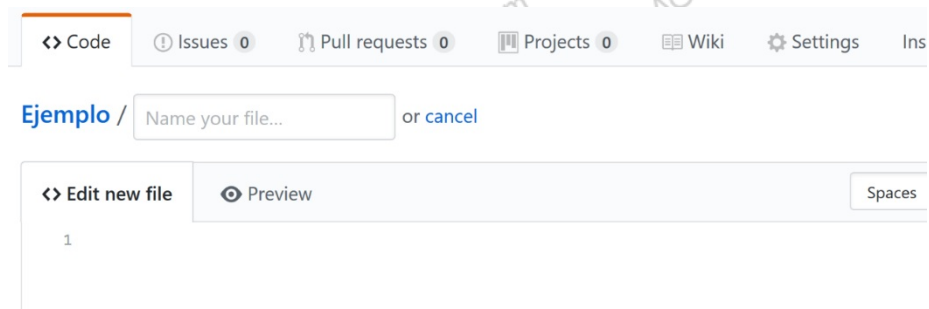 <> Code Issues 0 Pull requests 0 Projects 0 Wiki Settings Ins
Ejemplo / Name your file... or cancel
<> Edit new file Preview Spaces
1